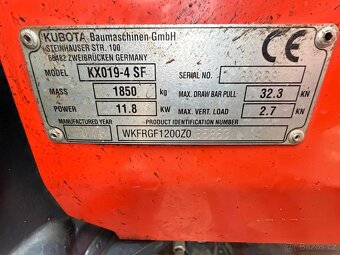 KUBOTA Baumaschinen-GmbH
STEINHAUSER STR. 100
66482 ZWEIBRÜCKEN GERMANY
CE
MODEL KX019-4 SF SERIAL NO.
MASS 1850 kg MAX. DRAW BAR PULL 32.3 KN
POWER 11.8 KW MAX. VERT. LOAD 2.7 KN
MANUFACTURED YEAR PRODUCT IDENTIFICATION NUMBER
WKFRGF1200Z0